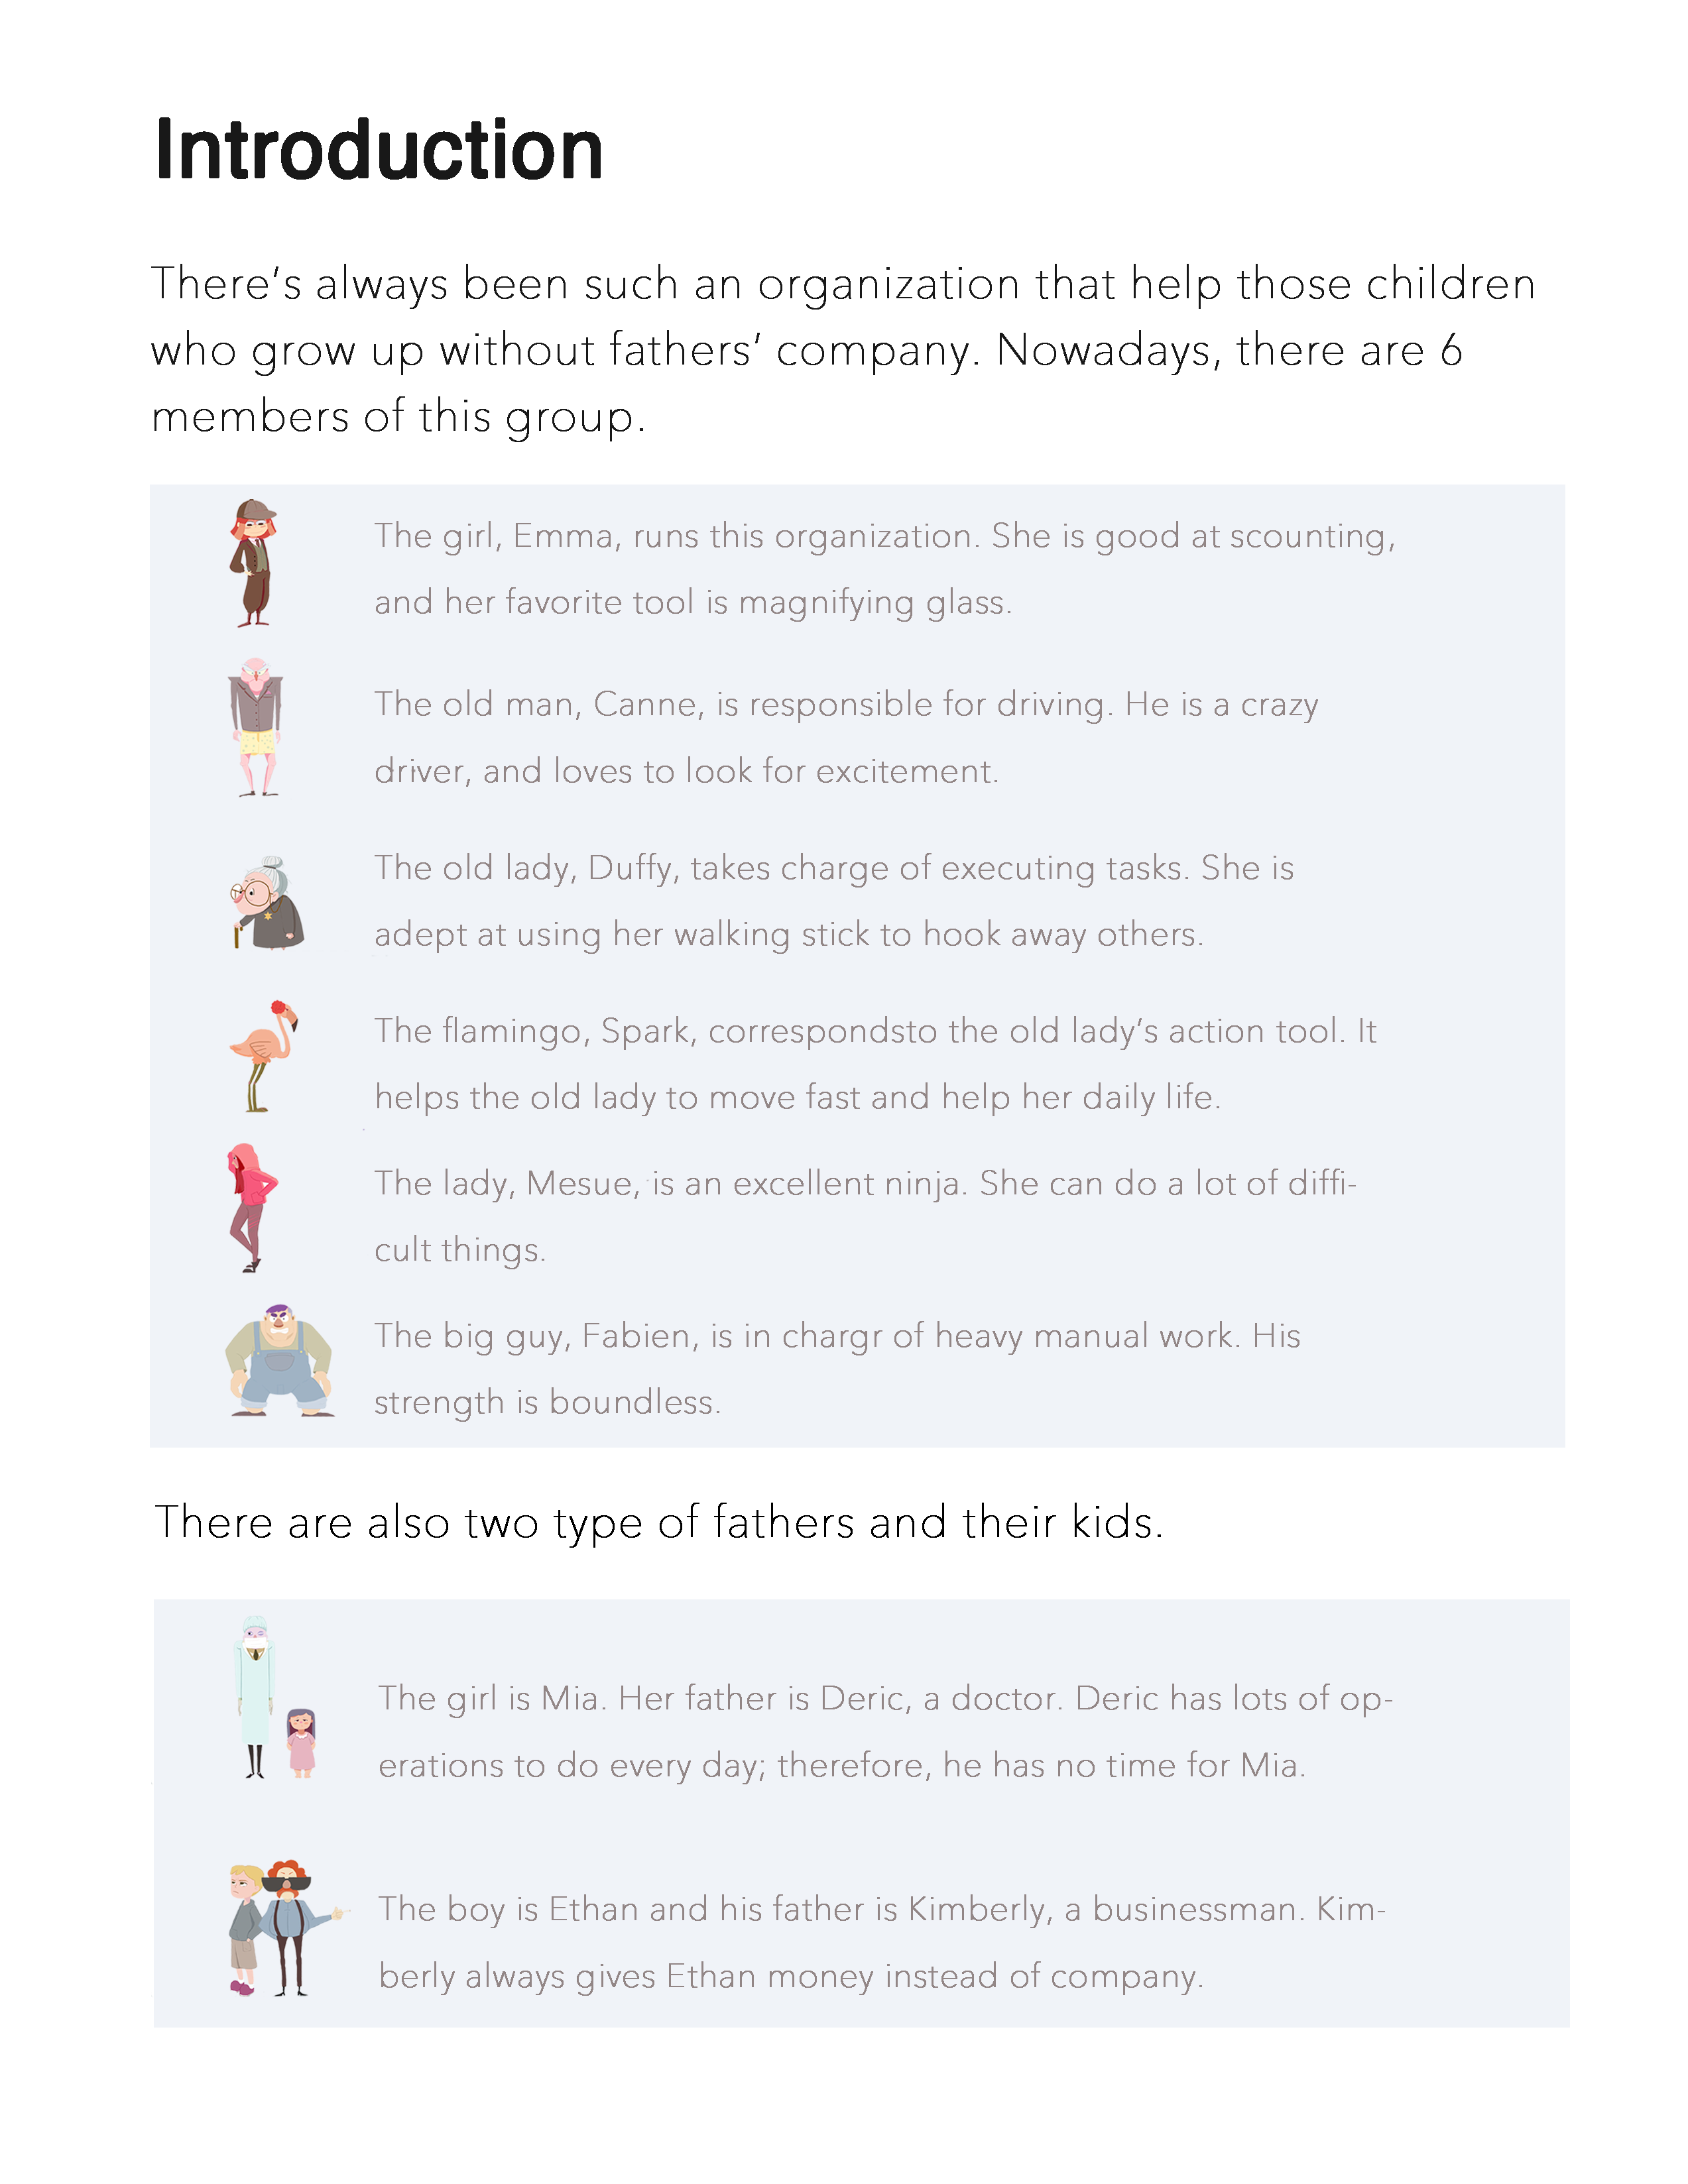 Introduction
There’s always been such an organization that help those children
who grow up without fathers’ company. Nowadays, there are 6
members of this group.
The girl, Emma, runs this organization. She is good at scounting,
and her favorite tool is magnifying glass.
The old man, Canne, is responsible for driving. He is a crazy
driver, and loves to look for excitement.
The old lady, Duffy, takes charge of executing tasks. She is
adept at using her walking stick to hook away others.
The flamingo, Spark, correspondsto the old lady’s action tool. It
helps the old lady to move fast and help her daily life.
The lady, Mesue, is an excellent ninja. She can do a lot of diffi-
cult things.
The big guy, Fabien, is in chargr of heavy manual work. His
strength is boundless.
There are also two type of fathers and their kids.
The girl is Mia. Her father is Deric, a doctor. Deric has lots of op-
erations to do every day; therefore, he has no time for Mia.
The boy is Ethan and his father is Kimberly, a businessman. Kim-
berly always gives Ethan money instead of company.